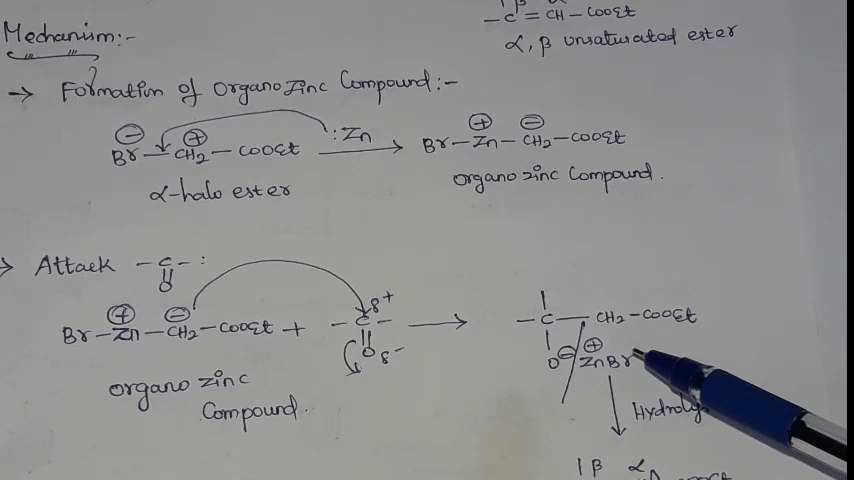 β
-C = CH - COOEt
Mechanism:-
α, β unsaturated ester
→ Formation of Organo Zinc Compound:-
⊖ ⊕ :Zn ⊕ ⊖
Br - CH2 - COOEt → Br - Zn - CH2 - COOEt
α-halo ester
organo zinc Compound.
→ Attack - C - :
O
⊕ ⊖ δ+
Br - Zn - CH2 - COOEt + - C - → - C - CH2 - COOEt
O δ- O ⊖ ⊕ ZnBr
organo zinc
Compound.
β α